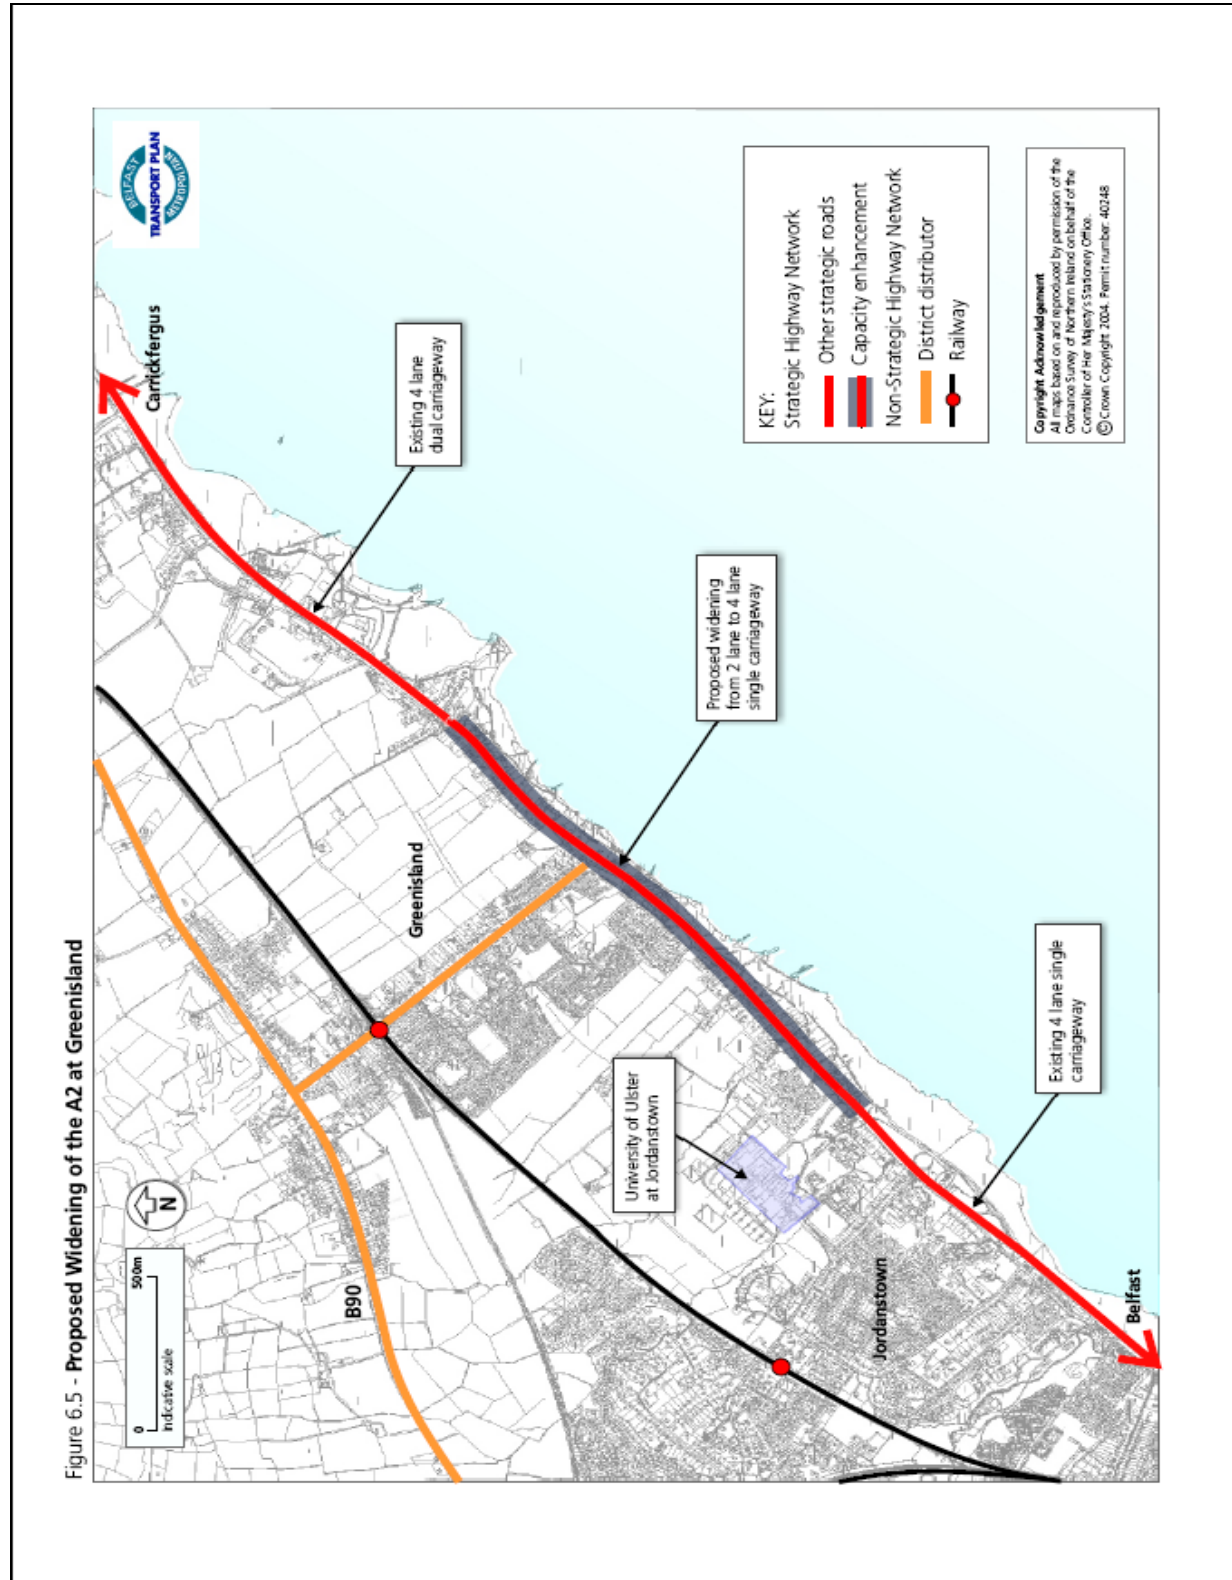 Figure 6.5 - Proposed Widening of the A2 at Greenisland
0 500m
indicative scale
N
BELFAST
TRANSPORT PLAN
METROPOLITAN
Carrickfergus
Existing 4 lane
dual carriageway
Greenisland
B90
Proposed widening
from 2 lane to 4 lane
single carriageway
University of Ulster
at Jordanstown
Jordanstown
Existing 4 lane single
carriageway
Belfast
KEY:
Strategic Highway Network
Other strategic roads
Capacity enhancement
Non-Strategic Highway Network
District distributor
Railway
Copyright Acknowledgement
All maps based on and reproduced by permission of the
Ordnance Survey of Northern Ireland on behalf of the
Controller of Her Majesty's Stationery Office.
© Crown Copyright 2004. Permit number: 40248